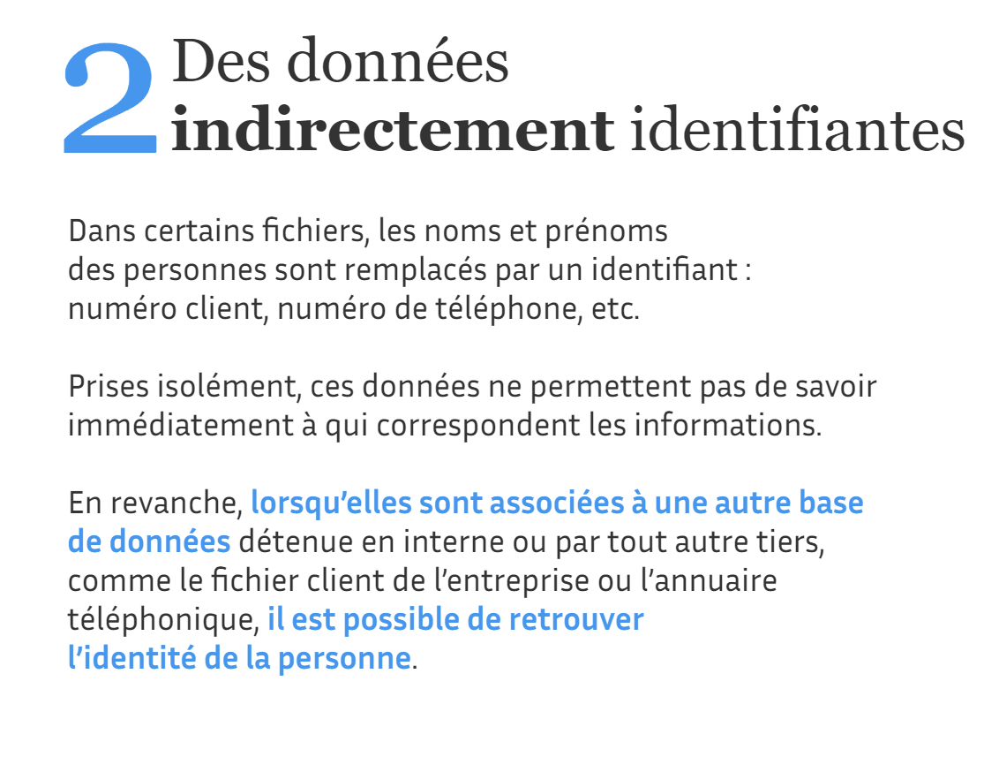 2 Des données
indirectement identifiantes
Dans certains fichiers, les noms et prénoms
des personnes sont remplacés par un identifiant :
numéro client, numéro de téléphone, etc.
Prises isolément, ces données ne permettent pas de savoir
immédiatement à qui correspondent les informations.
En revanche, lorsqu’elles sont associées à une autre base
de données détenue en interne ou par tout autre tiers,
comme le fichier client de l’entreprise ou l’annuaire
téléphonique, il est possible de retrouver
l’identité de la personne.